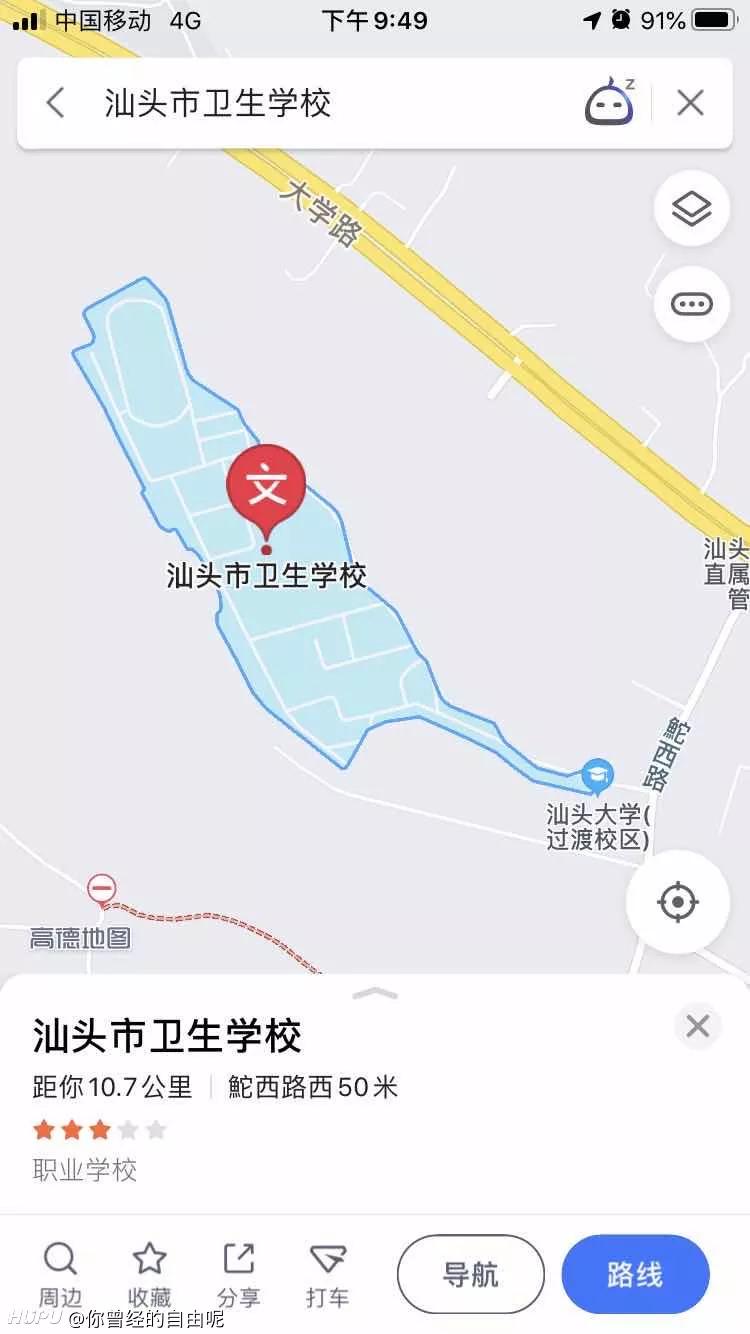 中国移动 4G 下午9:49 91%
汕头市卫生学校
z
大学路
文
汕头市卫生学校
汕头
直属
管
鮀西路
汕头大学(
过渡校区)
高德地图
汕头市卫生学校
距你10.7公里 鮀西路西50米
职业学校
周边 收藏 分享 打车 导航 路线
HUPU @你曾经的自由呢